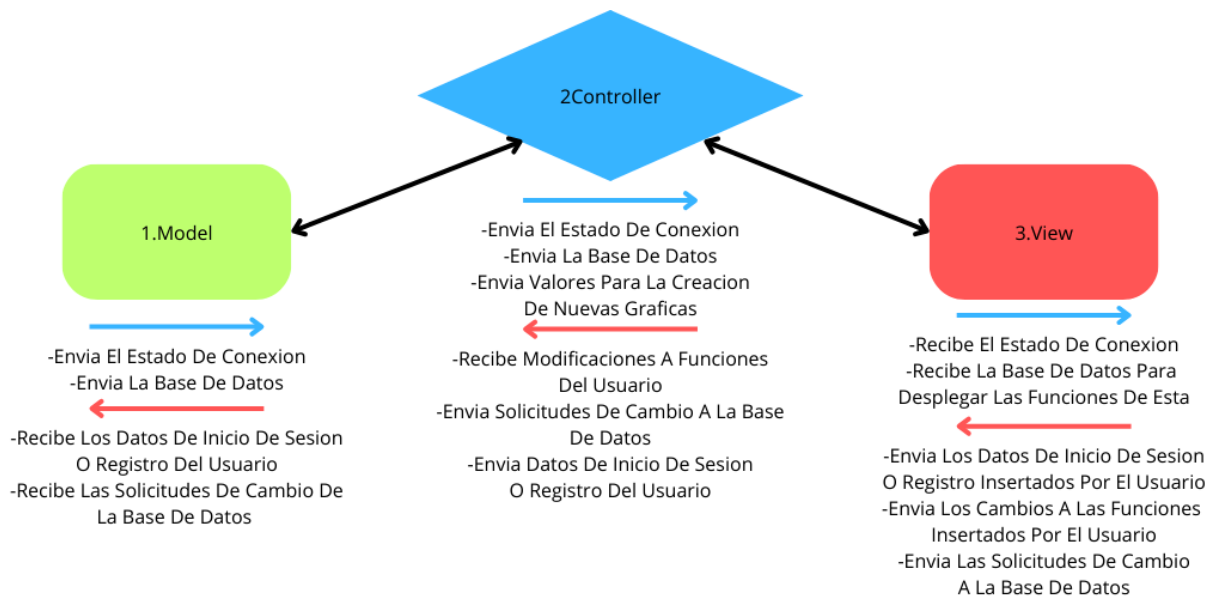 2Controller
1.Model
-Envia El Estado De Conexion
-Envia La Base De Datos
-Recibe Los Datos De Inicio De Sesion
O Registro Del Usuario
-Recibe Las Solicitudes De Cambio De
La Base De Datos
-Envia El Estado De Conexion
-Envia La Base De Datos
-Envia Valores Para La Creacion
De Nuevas Graficas
-Recibe Modificaciones A Funciones
Del Usuario
-Envia Solicitudes De Cambio A La Base
De Datos
-Envia Datos De Inicio De Sesion
O Registro Del Usuario
3.View
-Recibe El Estado De Conexion
-Recibe La Base De Datos Para
Desplegar Las Funciones De Esta
-Envia Los Datos De Inicio De Sesion
O Registro Insertados Por El Usuario
-Envia Los Cambios A Las Funciones
Insertados Por El Usuario
-Envia Las Solicitudes De Cambio
A La Base De Datos